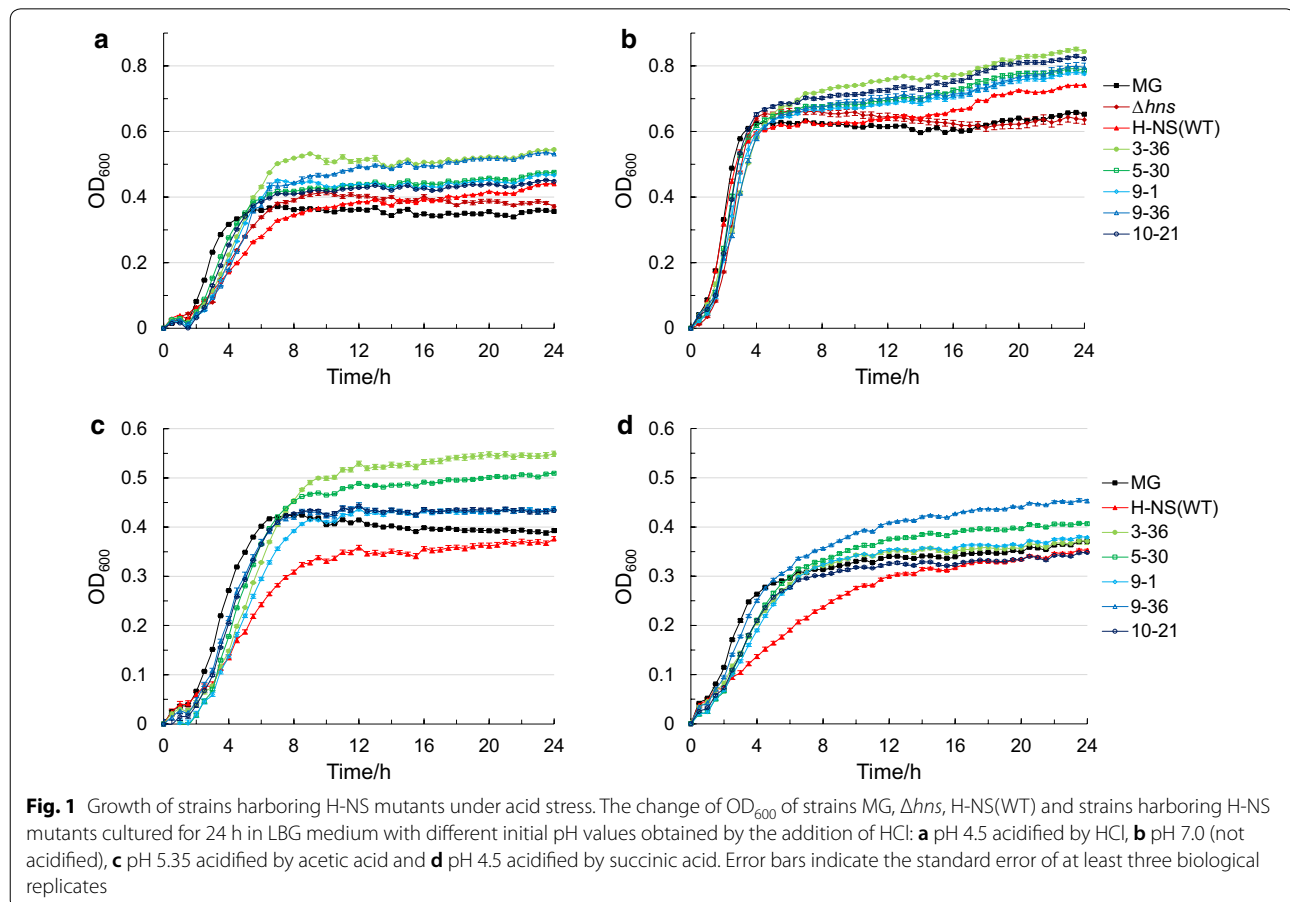 a
0.8
0.6
0.4
0.2
0
OD600
0 4 8 12 16 20 24
Time/h
b
0.8
0.6
0.4
0.2
0
0 4 8 12 16 20 24
Time/h
MG
Δhns
H-NS(WT)
3-36
5-30
9-1
9-36
10-21
c
0.6
0.5
0.4
0.3
0.2
0.1
0
OD600
0 4 8 12 16 20 24
Time/h
d
0.6
0.5
0.4
0.3
0.2
0.1
0
0 4 8 12 16 20 24
Time/h
MG
H-NS(WT)
3-36
5-30
9-1
9-36
10-21
Fig. 1 Growth of strains harboring H-NS mutants under acid stress. The change of OD600 of strains MG, Δhns, H-NS(WT) and strains harboring H-NS
mutants cultured for 24 h in LBG medium with different initial pH values obtained by the addition of HCl: a pH 4.5 acidified by HCl, b pH 7.0 (not
acidified), c pH 5.35 acidified by acetic acid and d pH 4.5 acidified by succinic acid. Error bars indicate the standard error of at least three biological
replicates